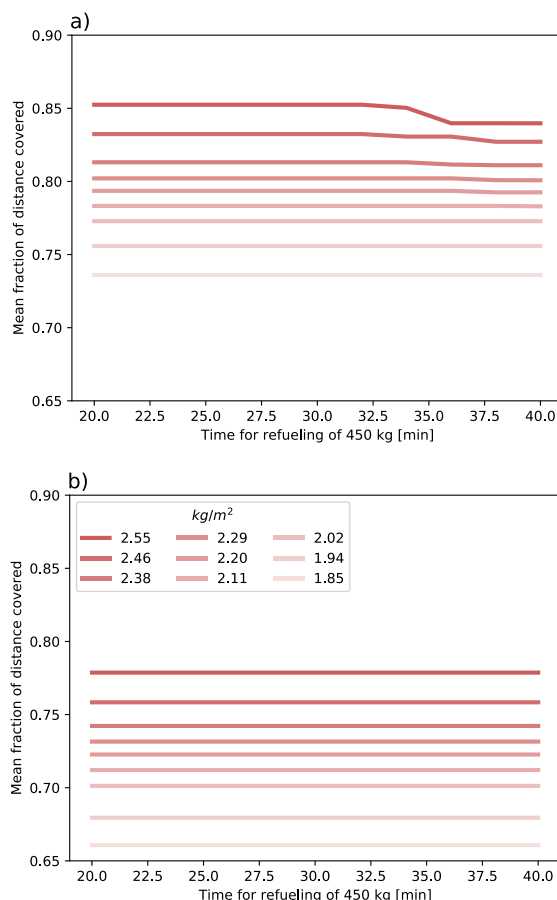 a)
0.90
0.85
0.80
0.75
0.70
0.65
Mean fraction of distance covered
20.0 22.5 25.0 27.5 30.0 32.5 35.0 37.5 40.0
Time for refueling of 450 kg [min]
b)
0.90
0.85
0.80
0.75
0.70
0.65
Mean fraction of distance covered
kg/m²
2.55 2.29 2.02
2.46 2.20 1.94
2.38 2.11 1.85
20.0 22.5 25.0 27.5 30.0 32.5 35.0 37.5 40.0
Time for refueling of 450 kg [min]